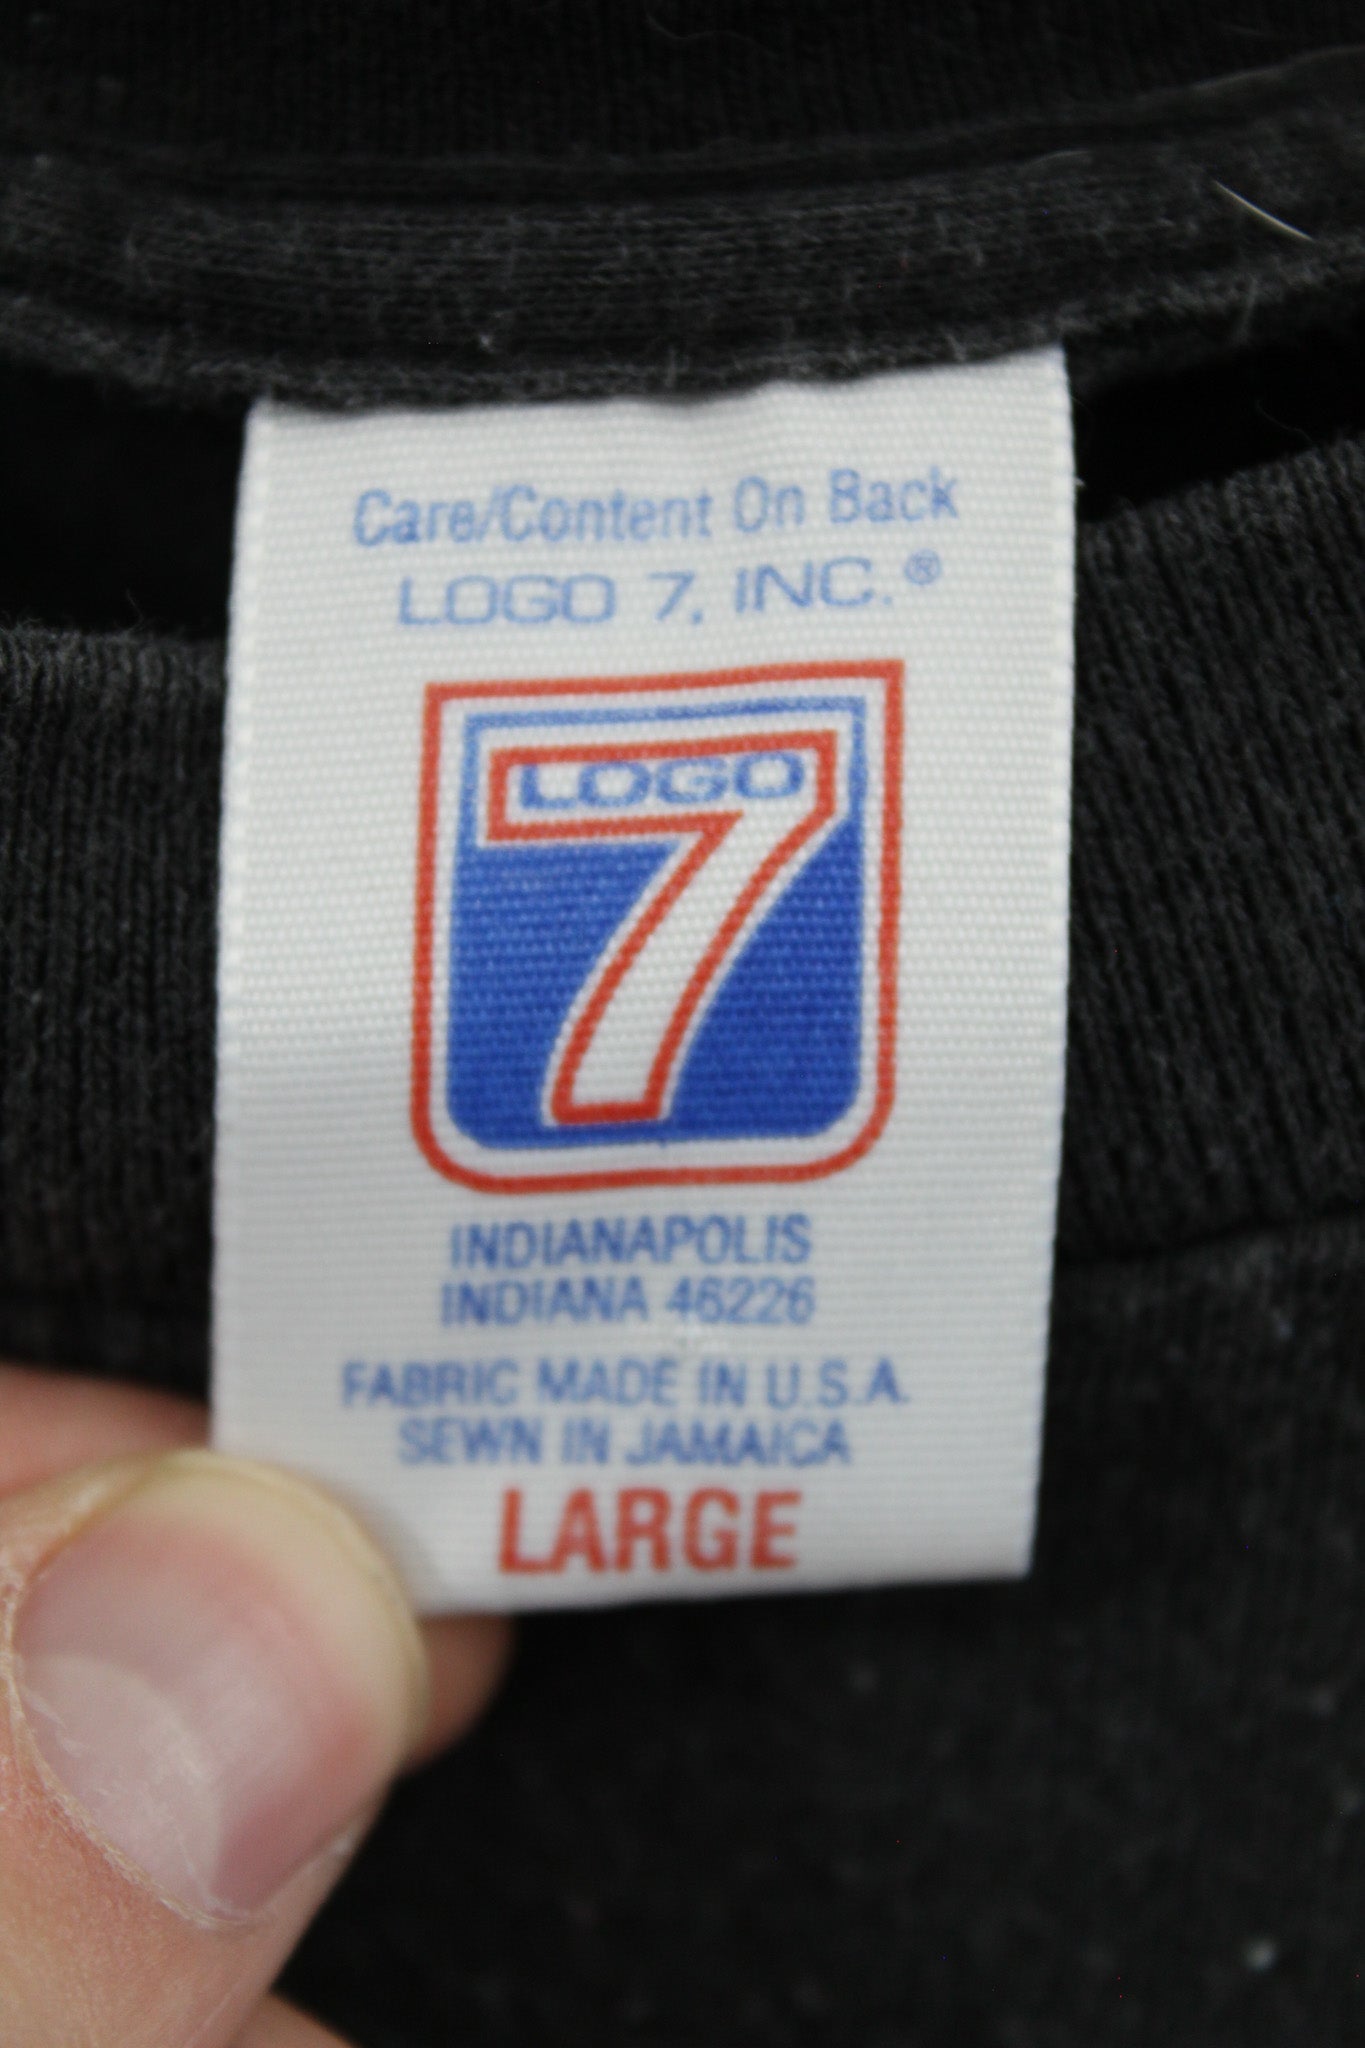 Care/Content On Back
LOGO 7, INC.®
LOGO
7
INDIANAPOLIS
INDIANA 46226
FABRIC MADE IN U.S.A.
SEWN IN JAMAICA
LARGE